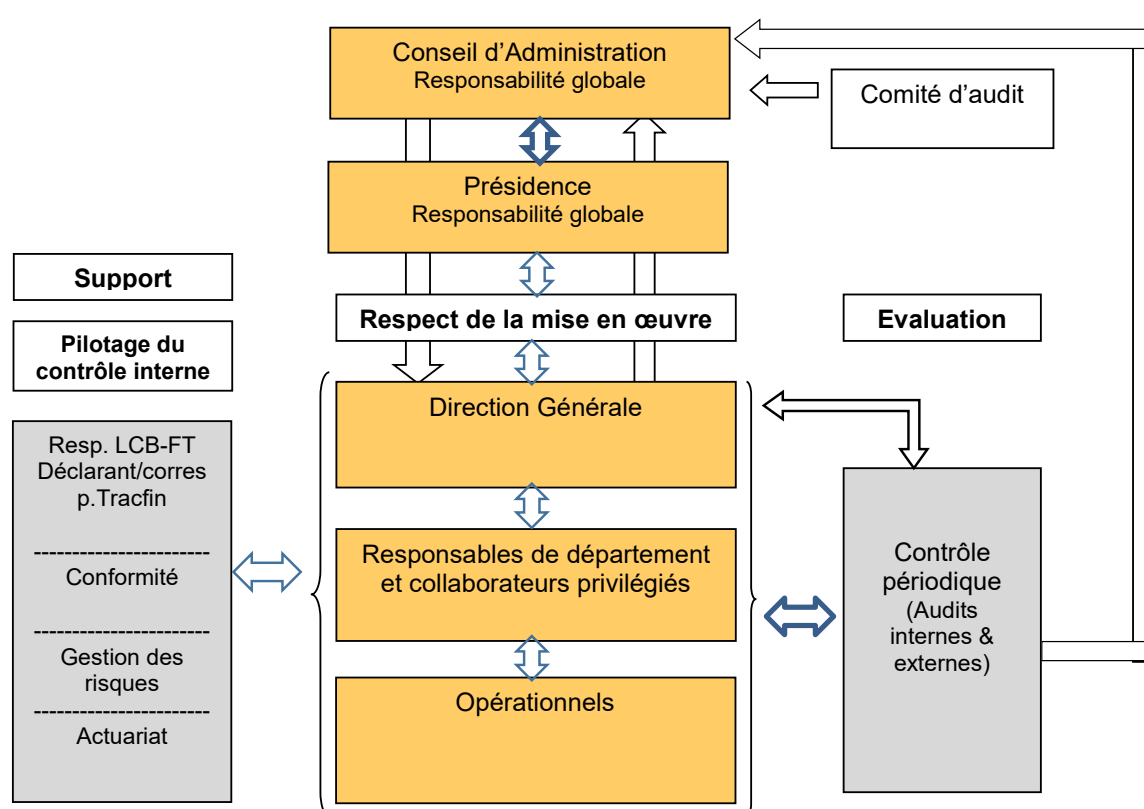 Conseil d'Administration
Responsabilité globale
Comité d'audit
Présidence
Responsabilité globale
Support
Respect de la mise en œuvre
Evaluation
Pilotage du
contrôle interne
Direction Générale
Resp. LCB-FT
Déclarant/corres
p.Tracfin
------------------------
Conformité
------------------------
Gestion des
risques
------------------------
Actuariat
Responsables de département
et collaborateurs privilégiés
Opérationnels
Contrôle
périodique
(Audits
internes &
externes)